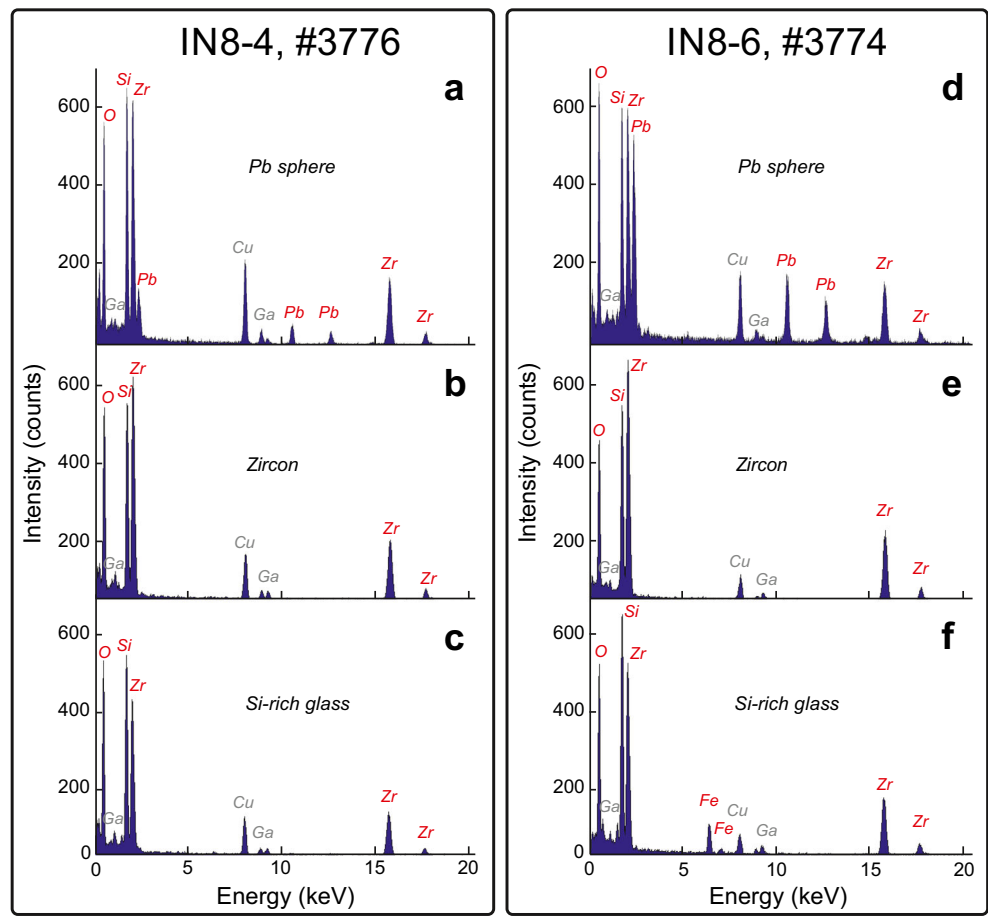 IN8-4, #3776
a
Si
Zr
O
600
Pb sphere
400
Cu
200
Pb
Zr
Ga
Ga
Pb
Pb
Zr
b
Zr
600
O
Si
400
Zircon
200
Zr
Cu
Ga
Ga
Zr
c
600
O
Si
Zr
Si-rich glass
400
200
Zr
Ga
Cu
Ga
Zr
0
0
5
10
15
20
Energy (keV)
Intensity (counts)
IN8-6, #3774
d
O
Si
Zr
600
Pb
Pb sphere
400
200
Cu
Pb
Zr
Ga
Pb
Ga
Zr
e
Zr
600
Si
O
400
Zircon
200
Zr
Ga
Cu
Ga
Zr
f
Si
600
O
Zr
Si-rich glass
400
200
Zr
Ga
Fe
Cu
Fe
Ga
Zr
0
0
5
10
15
20
Energy (keV)
Intensity (counts)